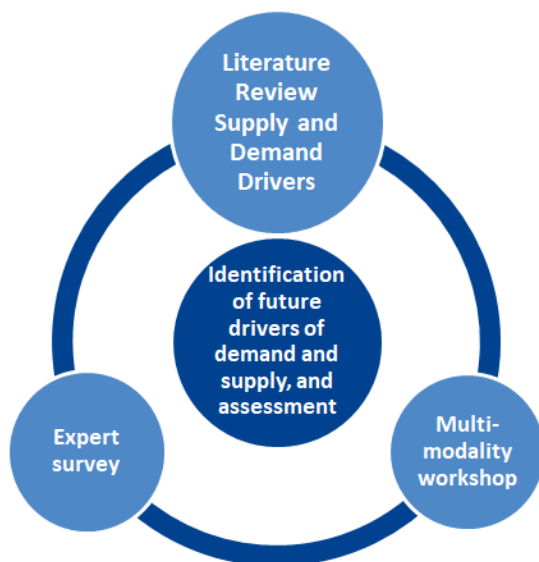 Literature
Review
Supply and
Demand
Drivers
Identification
of future
drivers of
demand and
supply, and
assessment
Expert
survey
Multi-
modality
workshop